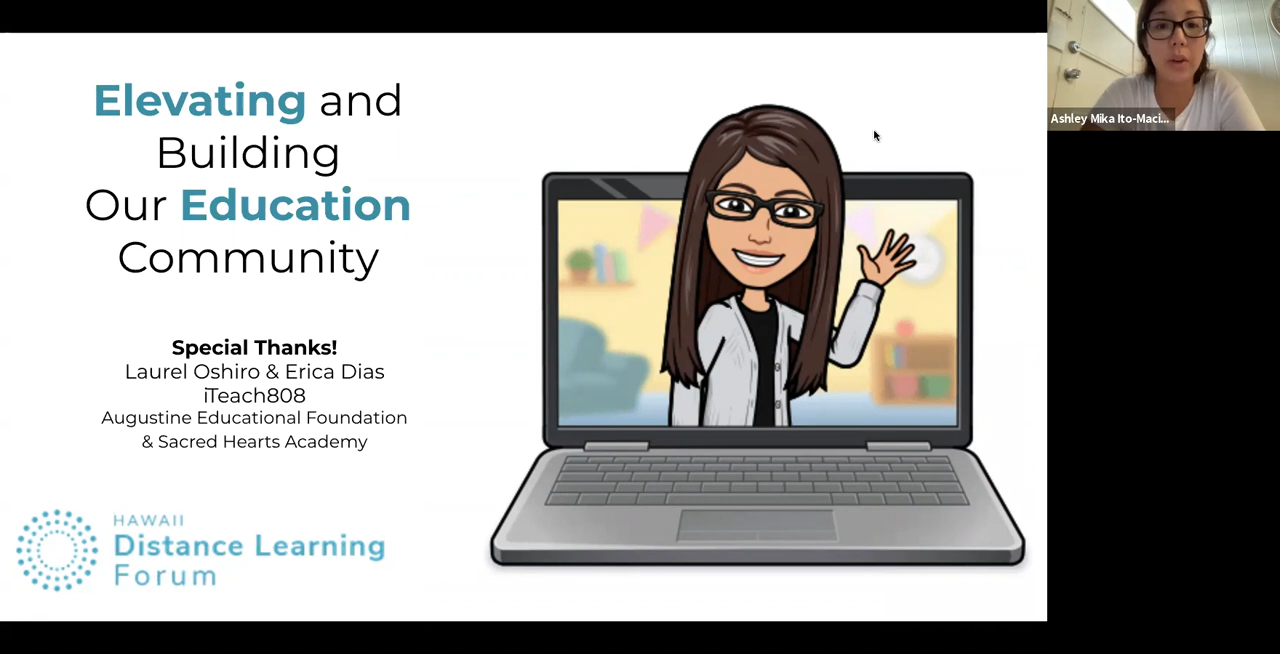 Elevating and
Building
Our Education
Community
Special Thanks!
Laurel Oshiro & Erica Dias
iTeach808
Augustine Educational Foundation
& Sacred Hearts Academy
HAWAII
Distance Learning
Forum
Ashley Mika Ito-Maci...